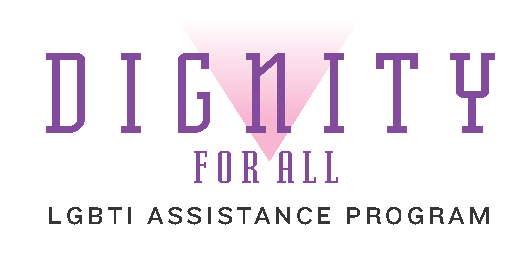 DIGNITY
FOR ALL
LGBTI ASSISTANCE PROGRAM